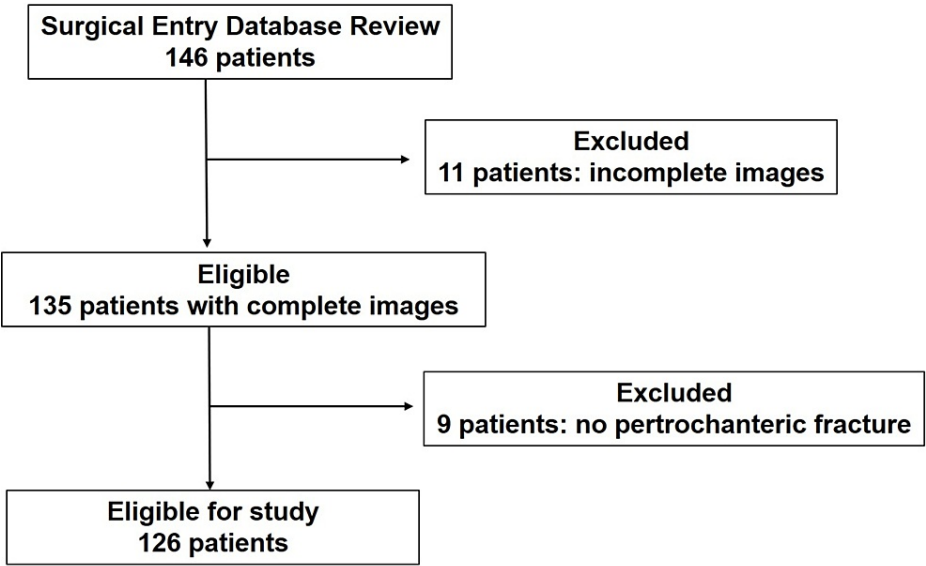 Surgical Entry Database Review
146 patients
Excluded
11 patients: incomplete images
Eligible
135 patients with complete images
Excluded
9 patients: no pertrochanteric fracture
Eligible for study
126 patients